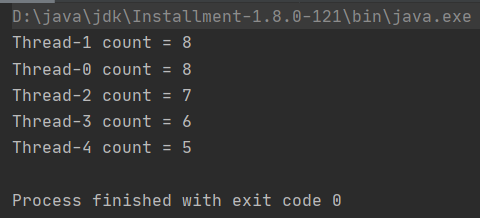 D:\java\jdk\Installment-1.8.0-121\bin\java.exe
Thread-1 count = 8
Thread-0 count = 8
Thread-2 count = 7
Thread-3 count = 6
Thread-4 count = 5
Process finished with exit code 0